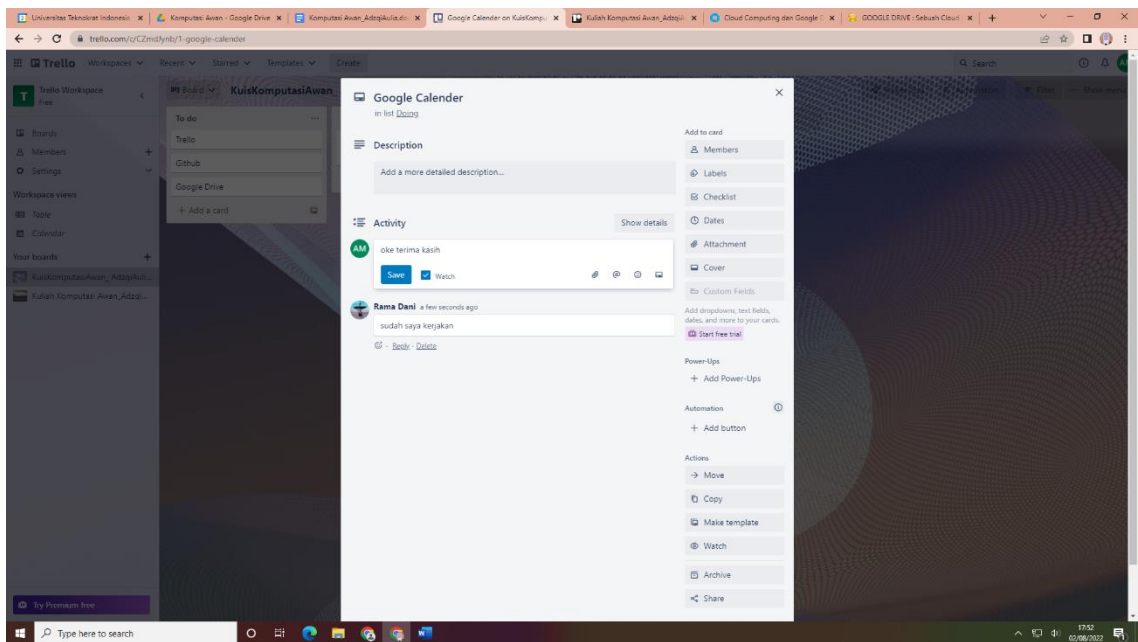 Universitas Teknokrat Indonesia
Komputasi Awan - Google Drive
Komputasi Awan_AdzqiAulia.do
Google Calender on KuisKompu
Kuliah Komputasi Awan_Adzqi
Cloud Computing dan Google
GOOGLE DRIVE : Sebuah Cloud
trello.com/c/CZmdJynb/1-google-calender
Trello
Workspaces
Recent
Starred
Templates
Create
Search
T
Trello Workspace
Free
Boards
Members
Settings
Workspace views
Table
Calendar
Your boards
KuisKomputasiAwan_AdzqiAuli...
Kuliah Komputasi Awan_Adzqi...
Try Premium free
Board
KuisKomputasiAwan_
Filter
Show menu
To do
Trello
Github
Google Drive
+ Add a card
Google Calender
in list Doing
Description
Add a more detailed description...
Activity
Show details
AM
oke terima kasih
Save
Watch
Rama Dani a few seconds ago
sudah saya kerjakan
- Reply - Delete
Add to card
Members
Labels
Checklist
Dates
Attachment
Cover
Custom Fields
Add dropdowns, text fields,
dates, and more to your cards.
Start free trial
Power-Ups
+ Add Power-Ups
Automation
+ Add button
Actions
Move
Copy
Make template
Watch
Archive
Share
Type here to search
17:52
02/08/2022